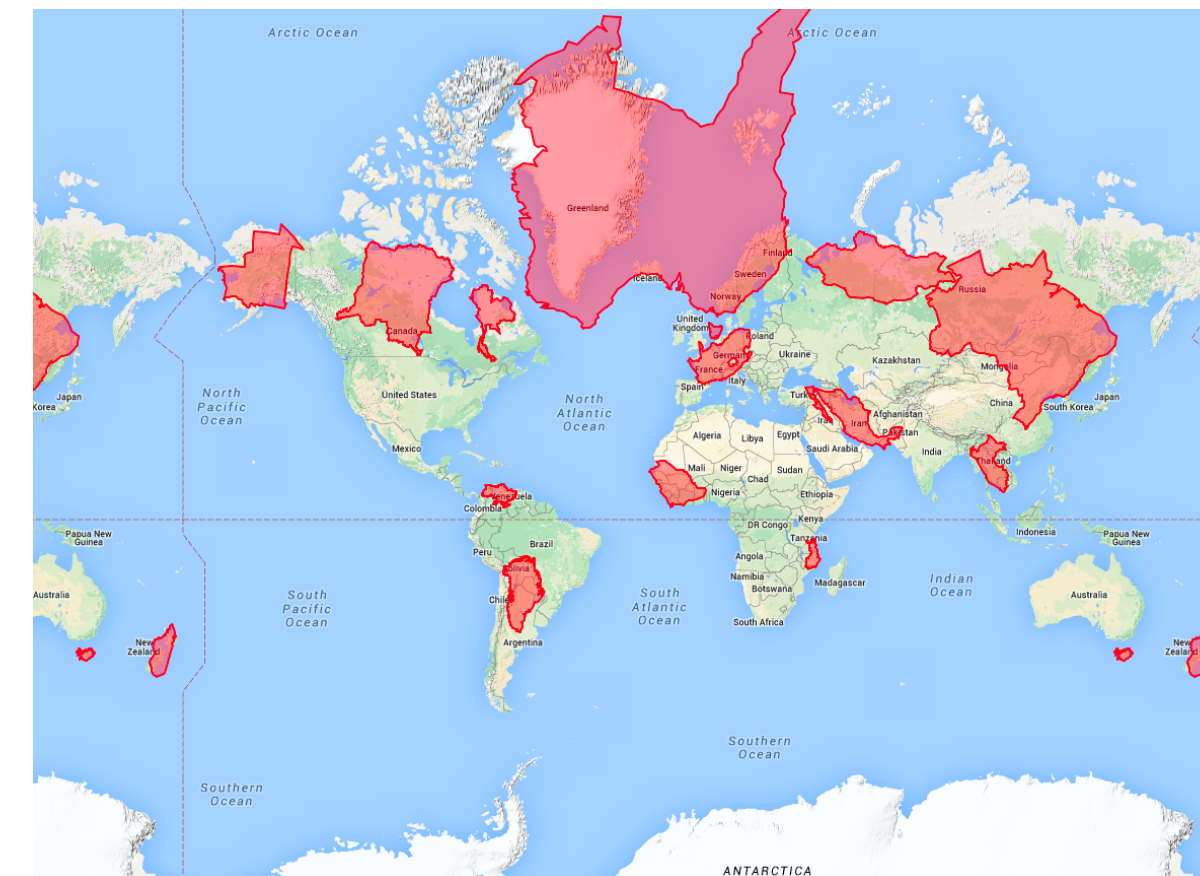 Arctic Ocean
Arctic Ocean
Greenland
Iceland
Finland
Sweden
Norway
Russia
Canada
United
Kingdom
Poland
German
Ukraine
France
Kazakhstan
Mongolia
Spain
Italy
Turk
North
Pacific
Ocean
United States
North
Atlantic
Ocean
Japan
Korea
China
Japan
South Korea
Afghanistan
Iraq
Iran
Pakistan
Algeria
Libya
Egypt
Saudi Arabia
India
Mexico
Mali
Niger
Sudan
Chad
Thailand
Nigeria
Ethiopia
Venezuela
Colombia
Kenya
DR Congo
Papua New
Guinea
Indonesia
Papua New
Guinea
Peru
Brazil
Tanzania
Angola
Bolivia
Namibia
Botswana
Madagascar
Indian
Ocean
Australia
South
Pacific
Ocean
Chile
South
Atlantic
Ocean
Australia
South Africa
New
Zealand
Argentina
New
Zealand
Southern
Ocean
Southern
Ocean
ANTARCTICA